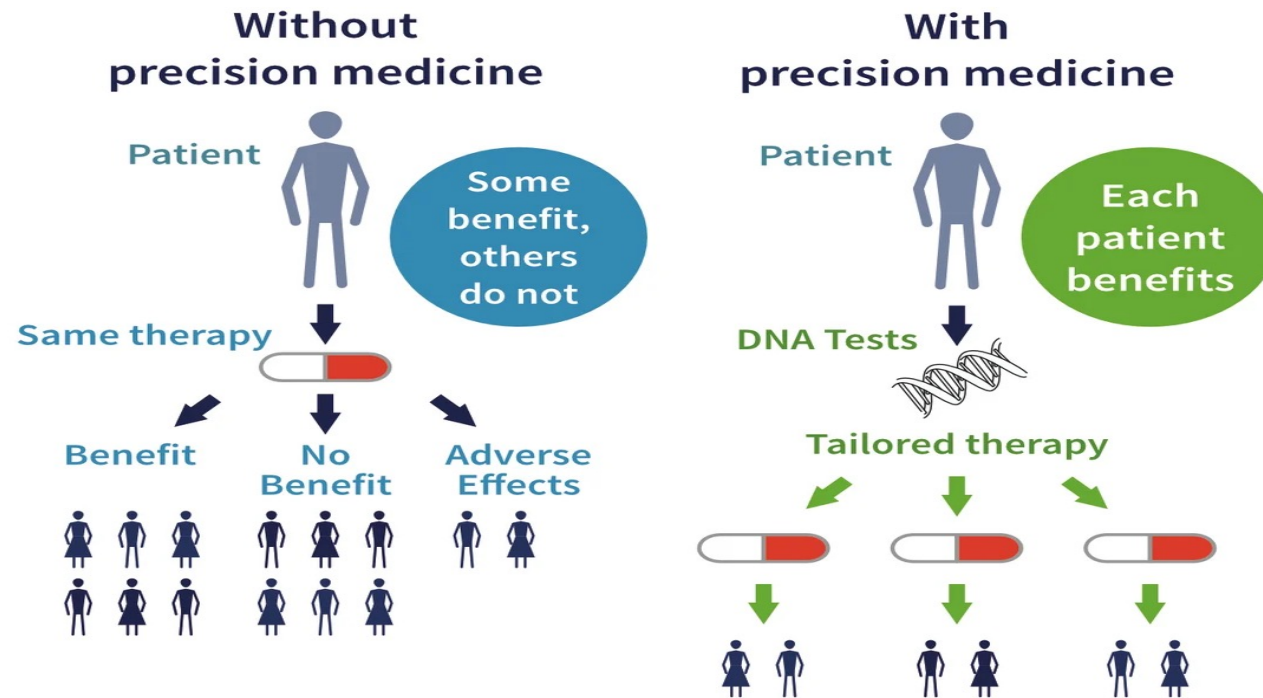 Without
precision medicine
Patient
Some
benefit,
others
do not
Same therapy
Benefit
No
Benefit
Adverse
Effects
With
precision medicine
Patient
Each
patient
benefits
DNA Tests
Tailored therapy